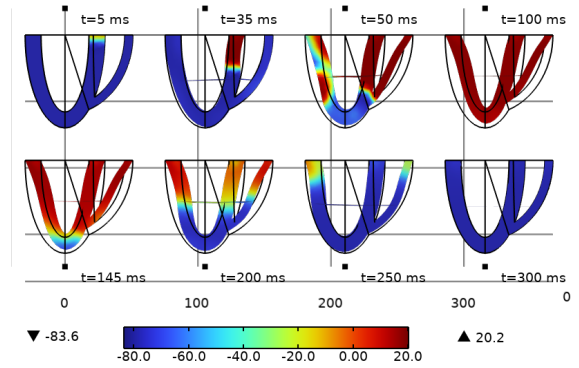 t=5 ms t=35 ms t=50 ms t=100 ms
t=145 ms t=200 ms t=250 ms t=300 ms
0 100 200 300 0
▼ -83.6 ▲ 20.2
-80.0 -60.0 -40.0 -20.0 0.00 20.0